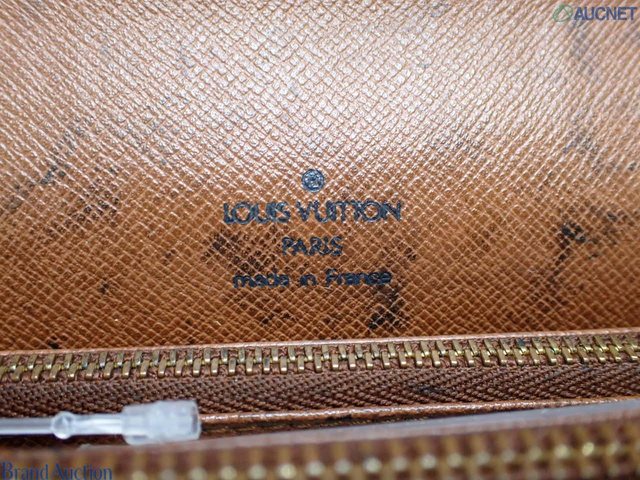 AUCNET
LOUIS VUITTON
PARIS
made in France
Brand Auction